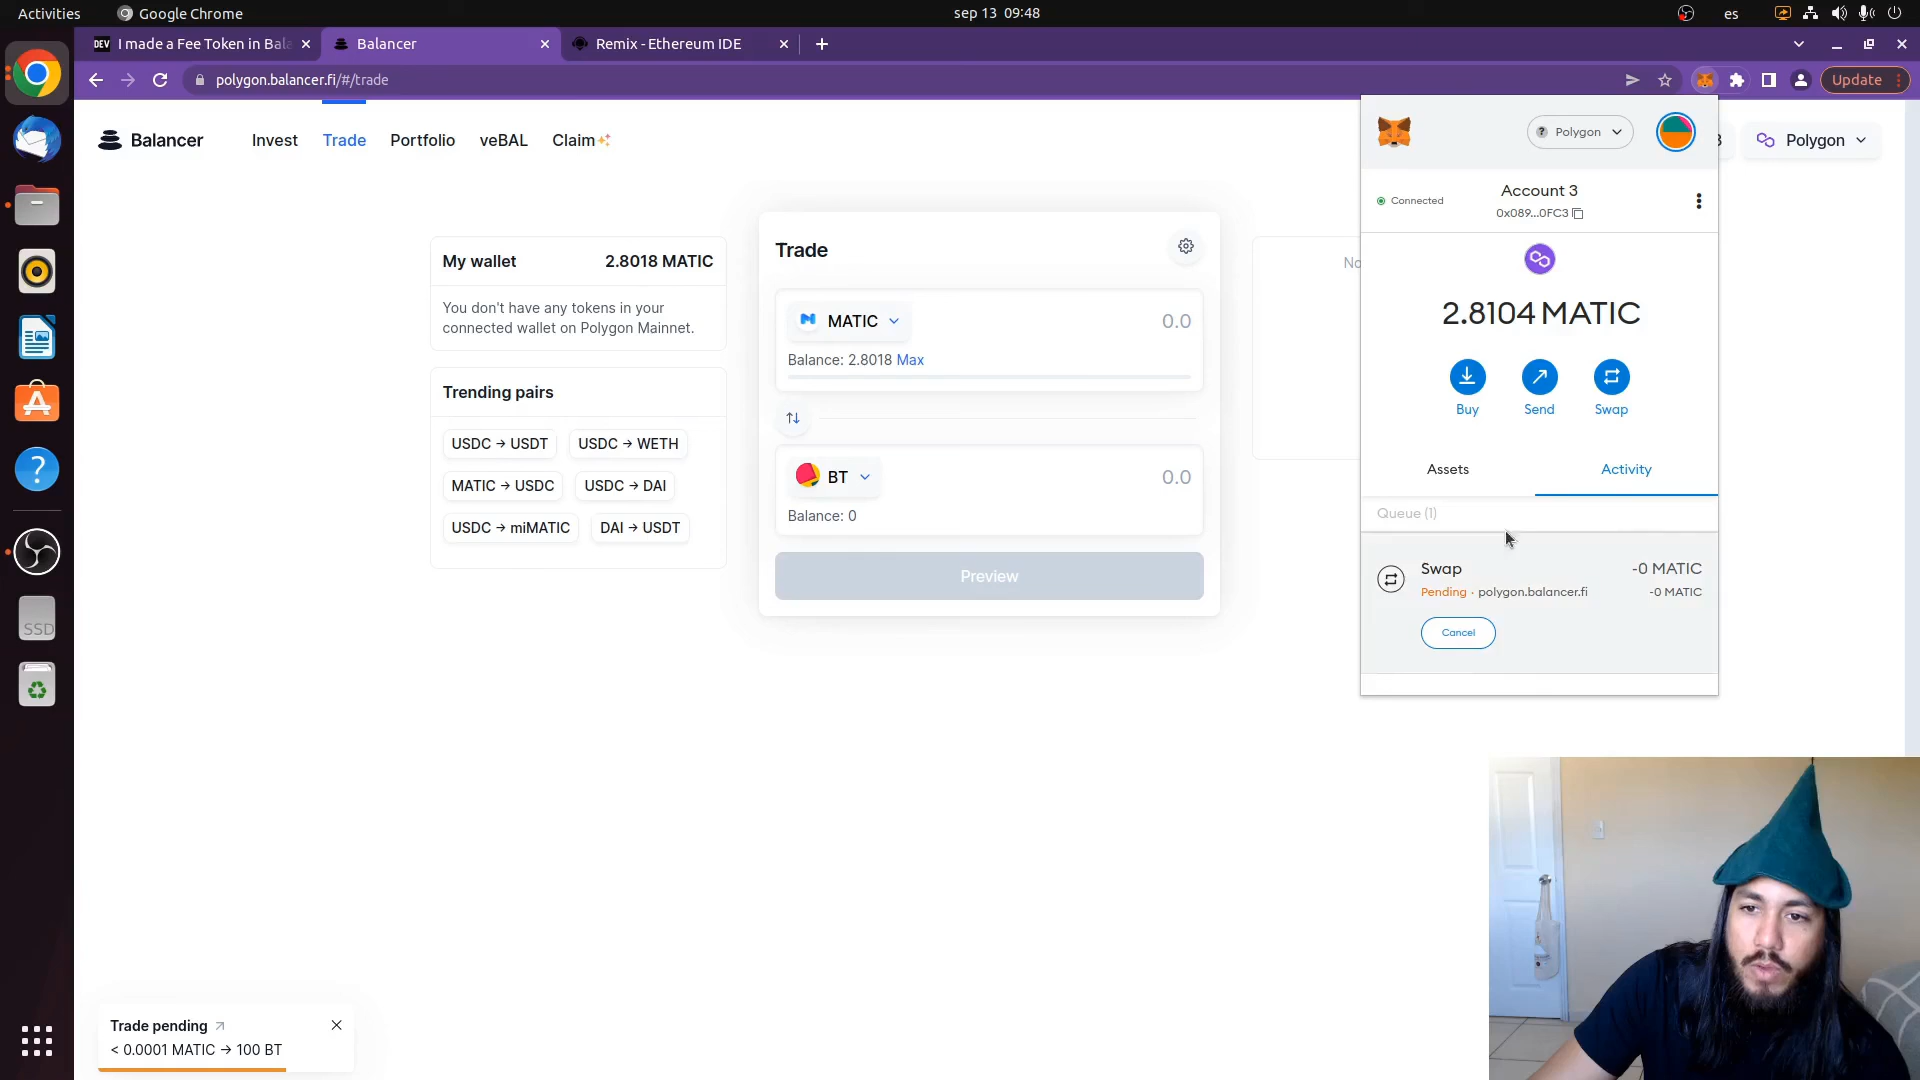 Activities
Google Chrome
sep 13 09:48
es
DEV I made a Fee Token in Bala
Balancer
Remix - Ethereum IDE
polygon.balancer.fi/#/trade
Update
Balancer
Invest
Trade
Portfolio
veBAL
Claim
Polygon
My wallet
2.8018 MATIC
You don't have any tokens in your
connected wallet on Polygon Mainnet.
Trending pairs
USDC → USDT
USDC → WETH
MATIC → USDC
USDC → DAI
USDC → miMATIC
DAI → USDT
Trade
MATIC
0.0
Balance: 2.8018 Max
BT
0.0
Balance: 0
Preview
No
? Polygon
Connected
Account 3
0x089...0FC3
2.8104 MATIC
Buy
Send
Swap
Assets
Activity
Queue (1)
Swap
-0 MATIC
Pending · polygon.balancer.fi
-0 MATIC
Cancel
SSD
Trade pending
< 0.0001 MATIC → 100 BT